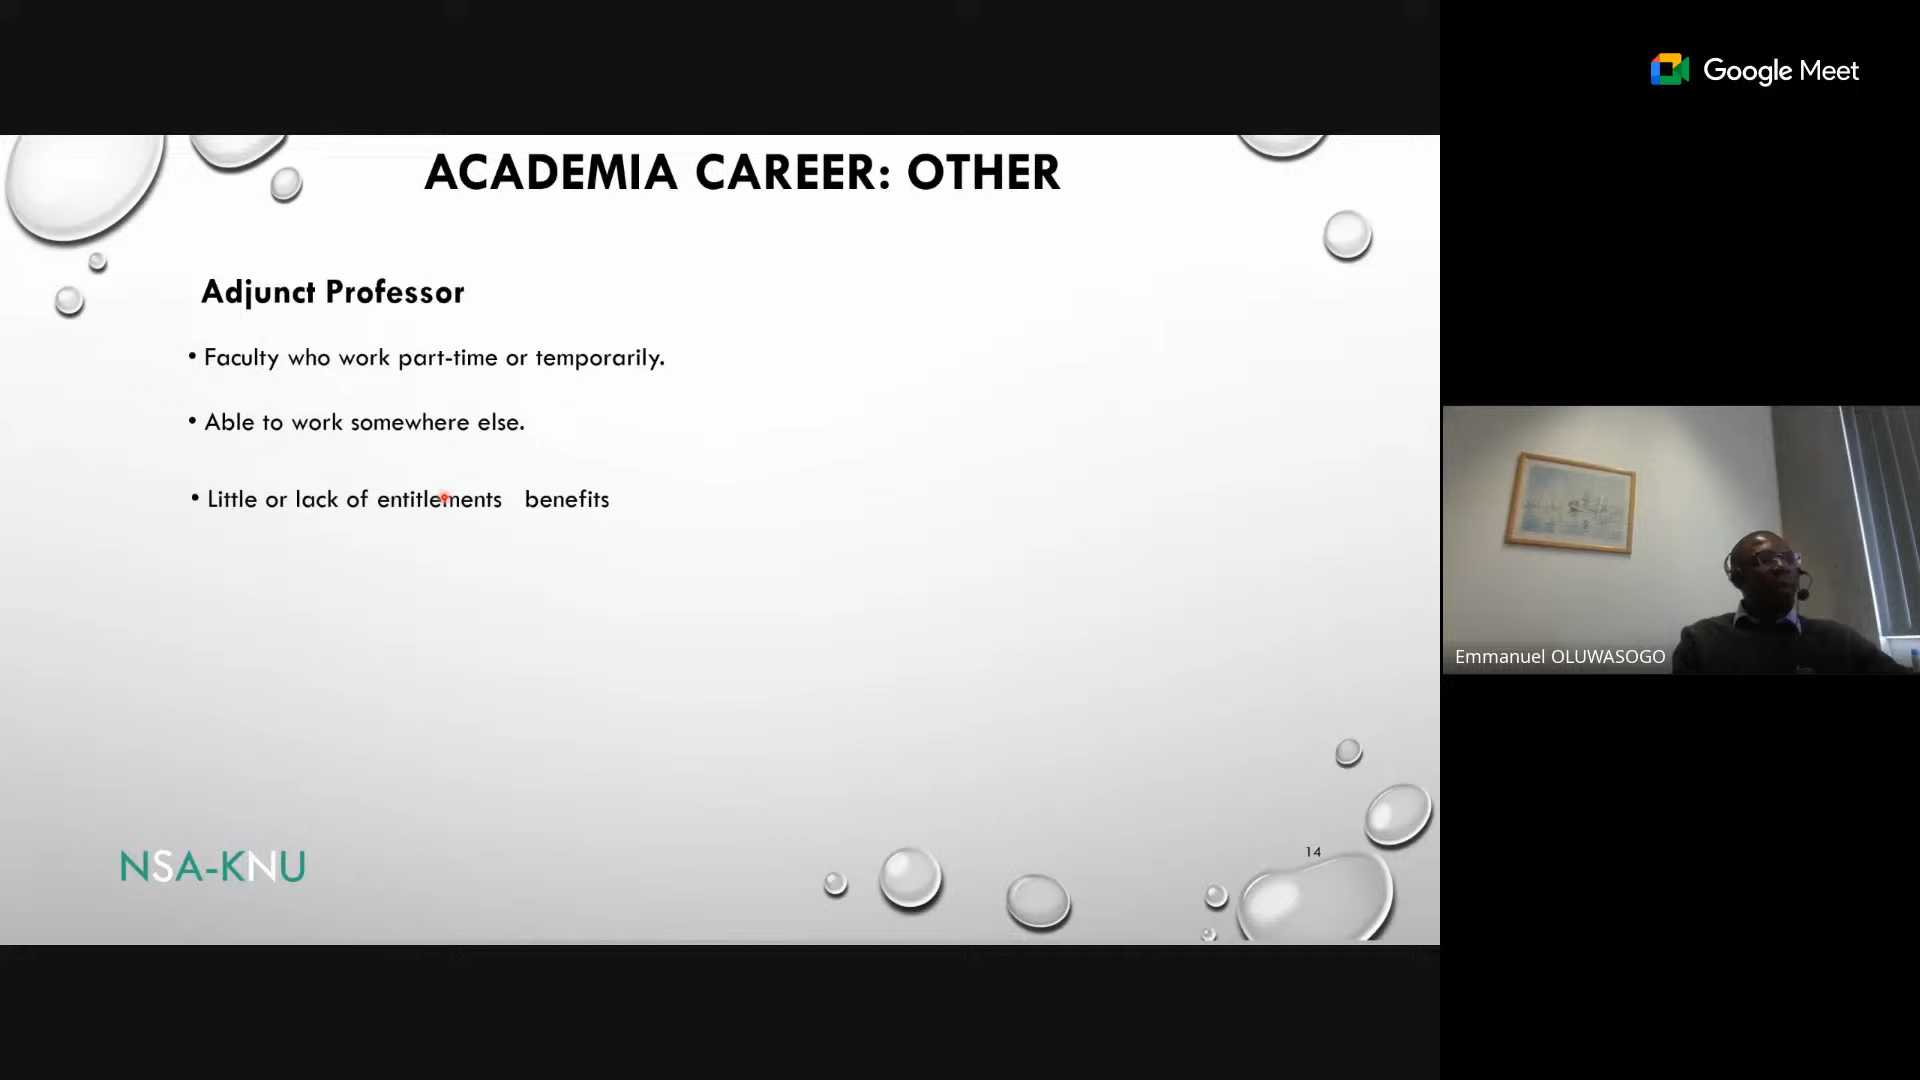 Google Meet
ACADEMIA CAREER: OTHER
Adjunct Professor
• Faculty who work part-time or temporarily.
• Able to work somewhere else.
• Little or lack of entitlements benefits
Emmanuel OLUWASOGO
14
NSA-KNU